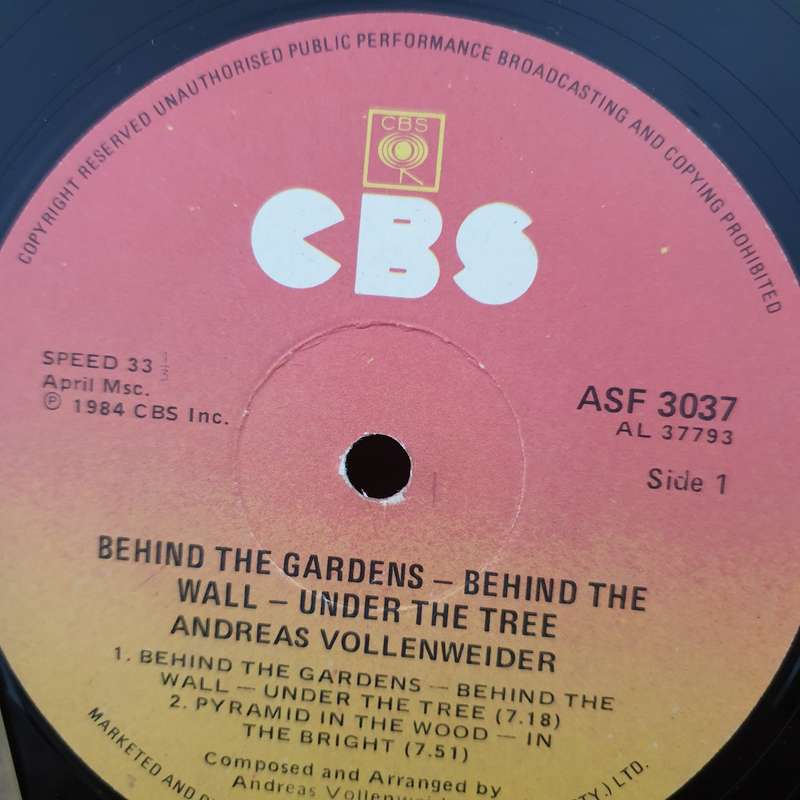 COPYRIGHT RESERVED UNAUTHORISED PUBLIC PERFORMANCE BROADCASTING AND COPYING PROHIBITED
CBS
CBS
SPEED 33 1/3
April Msc.
℗ 1984 CBS Inc.
ASF 3037
AL 37793
Side 1
BEHIND THE GARDENS – BEHIND THE
WALL – UNDER THE TREE
ANDREAS VOLLENWEIDER
1. BEHIND THE GARDENS — BEHIND THE
WALL — UNDER THE TREE (7.18)
2. PYRAMID IN THE WOOD — IN
THE BRIGHT (7.51)
Composed and Arranged by
Andreas
MARKETED AND
LTD.